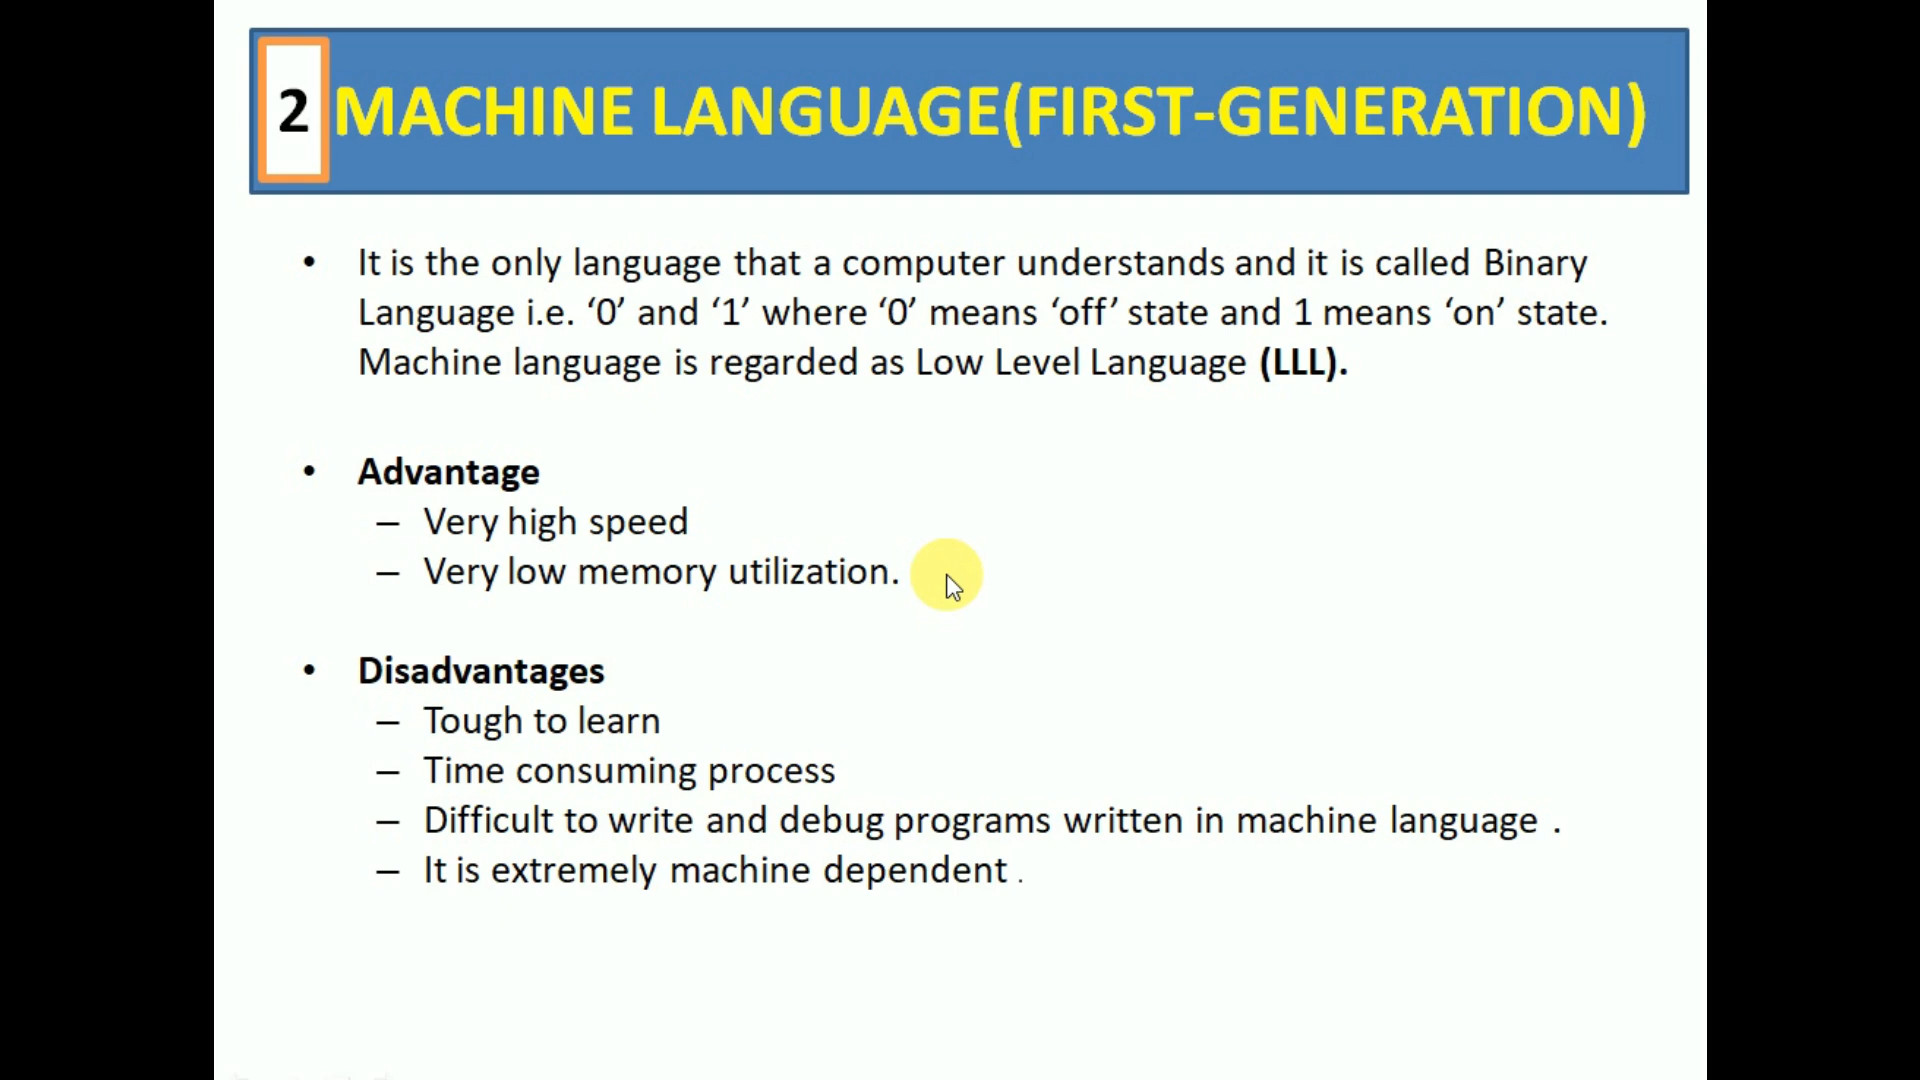 2 MACHINE LANGUAGE(FIRST-GENERATION)
• It is the only language that a computer understands and it is called Binary
Language i.e. ‘0’ and ‘1’ where ‘0’ means ‘off’ state and 1 means ‘on’ state.
Machine language is regarded as Low Level Language (LLL).
• Advantage
– Very high speed
– Very low memory utilization.
• Disadvantages
– Tough to learn
– Time consuming process
– Difficult to write and debug programs written in machine language .
– It is extremely machine dependent .